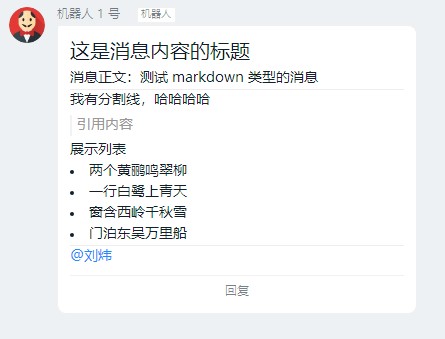 机器人 1 号 机器人
这是消息内容的标题
消息正文：测试 markdown 类型的消息
我有分割线，哈哈哈哈
引用内容
展示列表
• 两个黄鹂鸣翠柳
• 一行白鹭上青天
• 窗含西岭千秋雪
• 门泊东吴万里船
@刘炜
回复